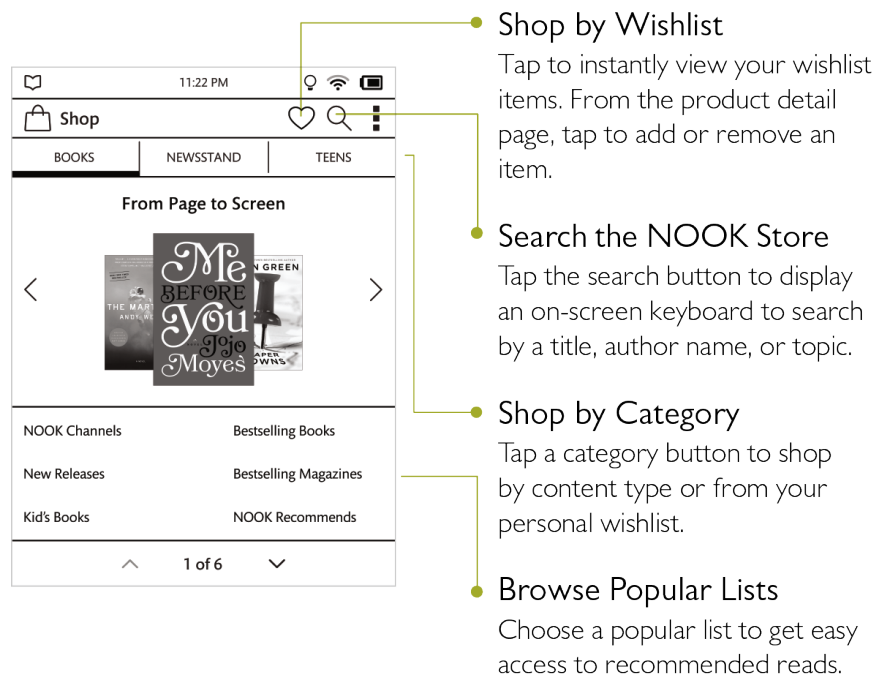 11:22 PM
Shop
BOOKS
NEWSSTAND
TEENS
From Page to Screen
THE MART
ANDY WE
Me
BEFORE
You
Jojo
Moyes
N GREEN
APER
OWNS
NOOK Channels
Bestselling Books
New Releases
Bestselling Magazines
Kid's Books
NOOK Recommends
1 of 6
Shop by Wishlist
Tap to instantly view your wishlist
items. From the product detail
page, tap to add or remove an
item.
Search the NOOK Store
Tap the search button to display
an on-screen keyboard to search
by a title, author name, or topic.
Shop by Category
Tap a category button to shop
by content type or from your
personal wishlist.
Browse Popular Lists
Choose a popular list to get easy
access to recommended reads.